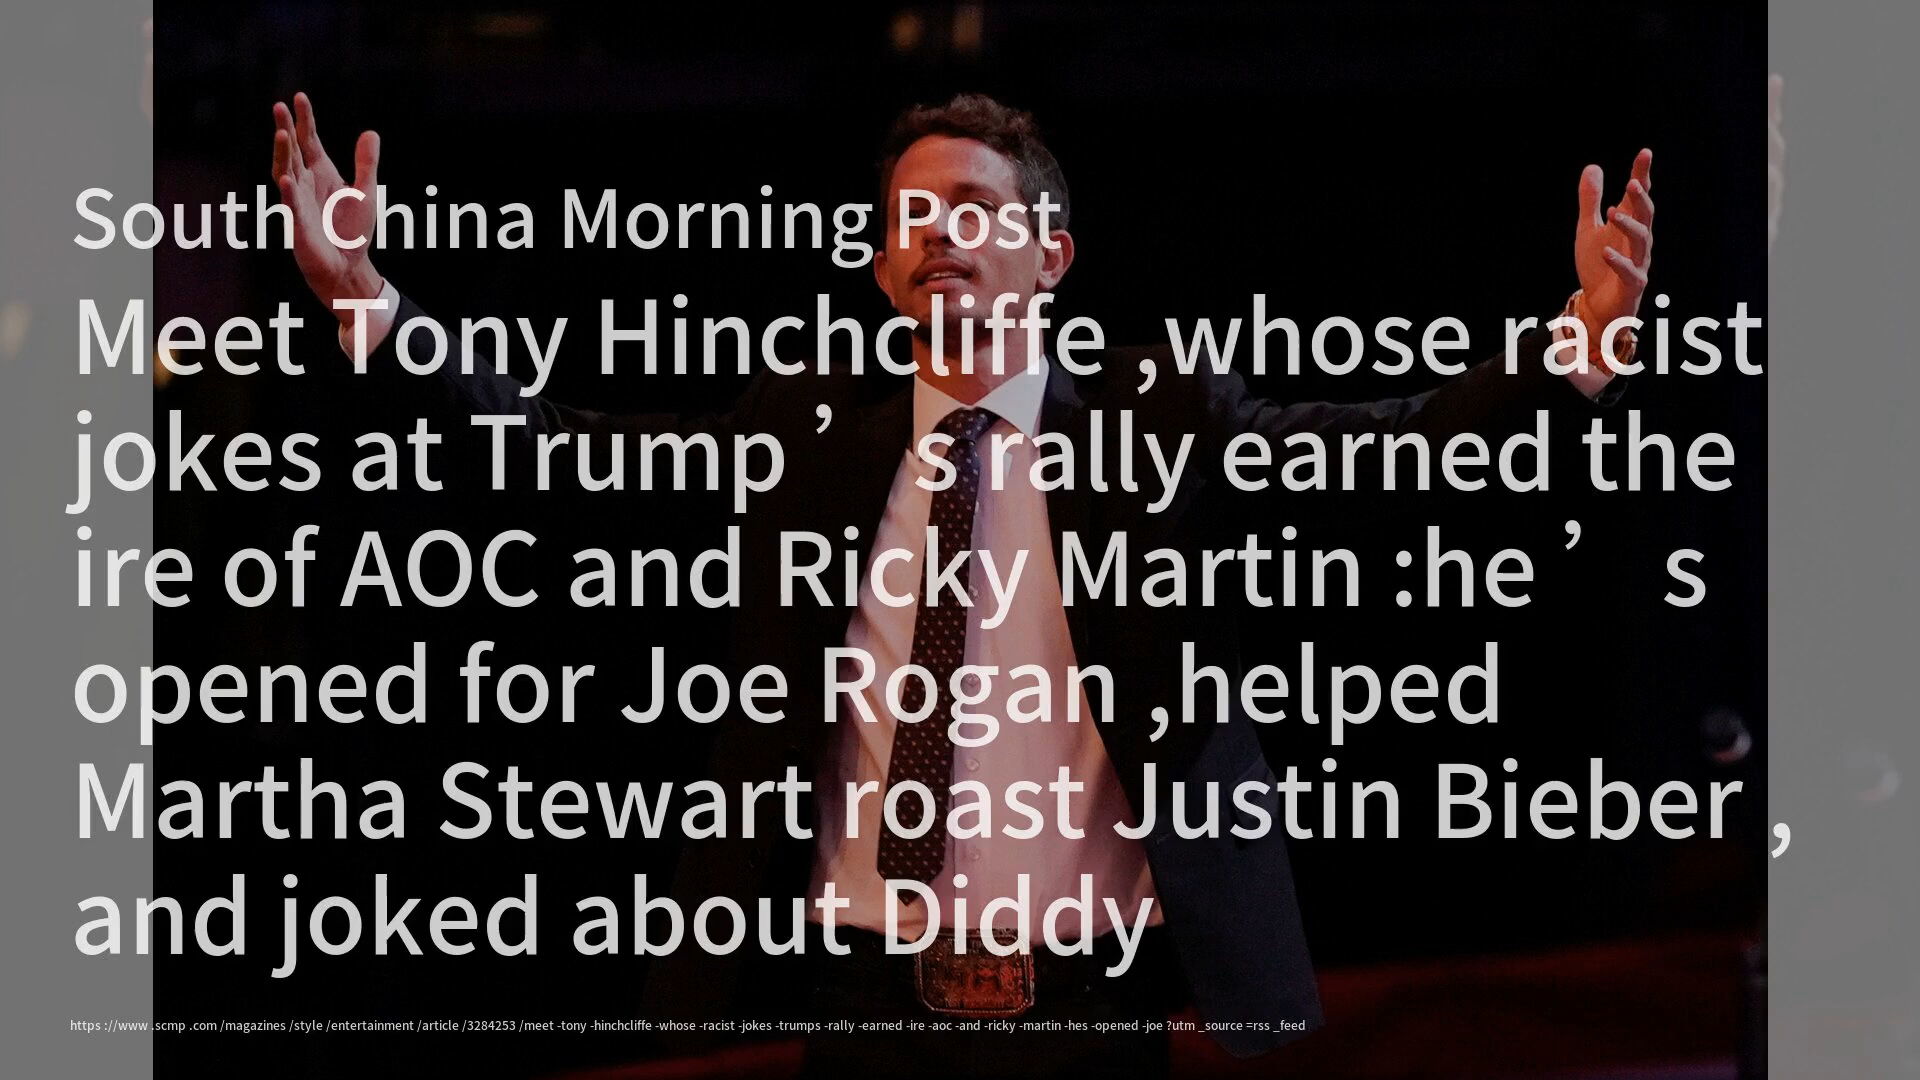 South China Morning Post
Meet Tony Hinchcliffe ,whose racist
jokes at Trump ’ s rally earned the
ire of AOC and Ricky Martin :he ’ s
opened for Joe Rogan ,helped
Martha Stewart roast Justin Bieber ,
and joked about Diddy
https ://www .scmp .com /magazines /style /entertainment /article /3284253 /meet -tony -hinchcliffe -whose -racist -jokes -trumps -rally -earned -ire -aoc -and -ricky -martin -hes -opened -joe ?utm _source =rss _feed